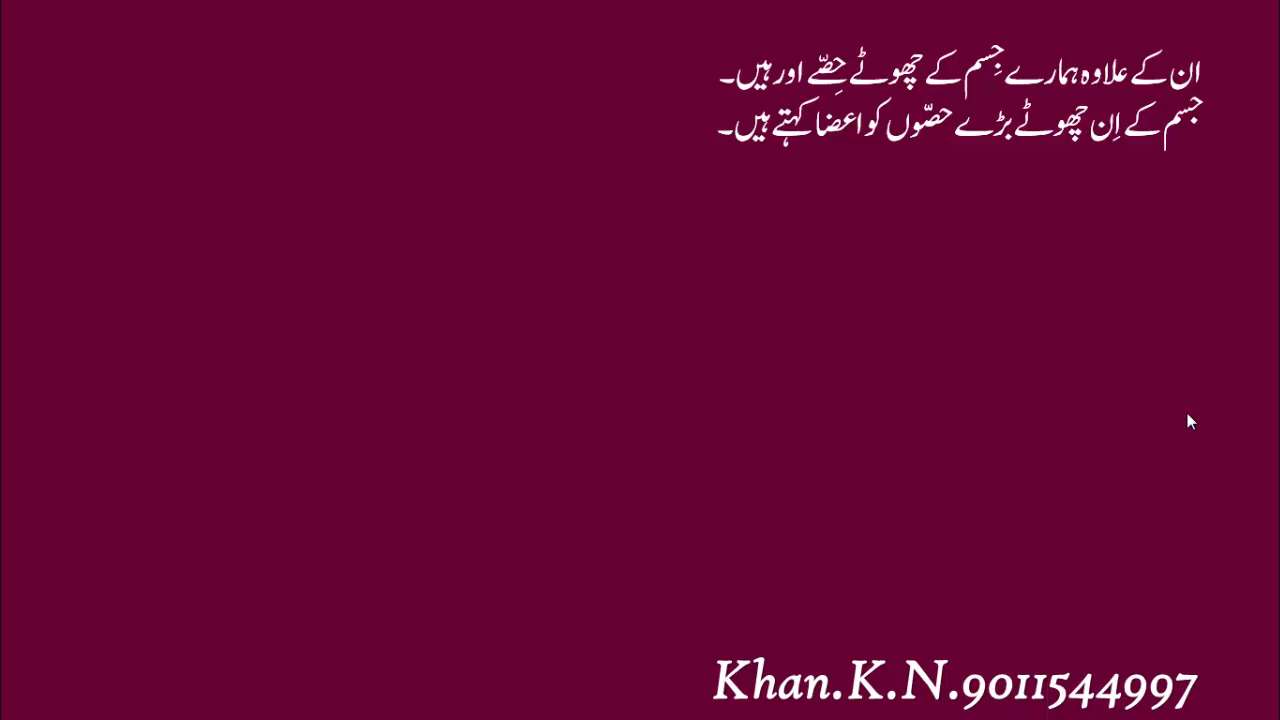 ان کے علاوہ ہمارے جِسم کے چھوٹے حِصّے اور ہیں۔
جسم کے اِن چھوٹے بڑے حصّوں کو اعضا کہتے ہیں۔
Khan.K.N.9011544997